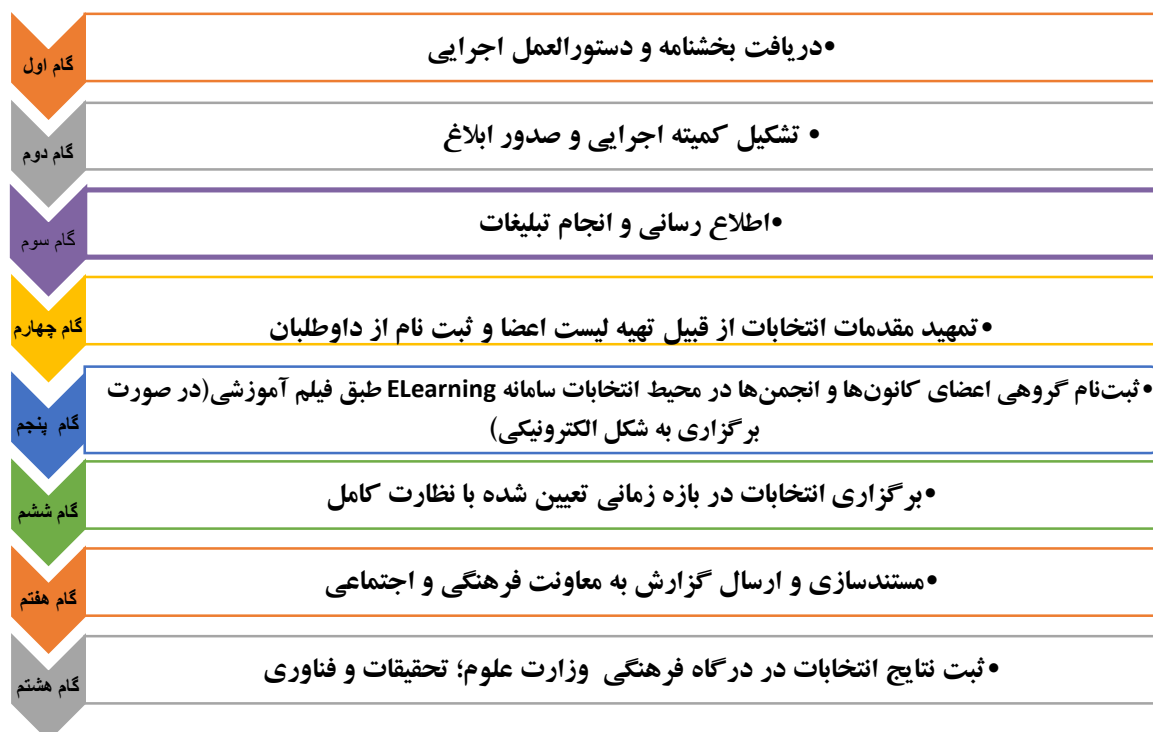 گام اول
•دریافت بخشنامه و دستورالعمل اجرایی
گام دوم
• تشکیل کمیته اجرایی و صدور ابلاغ
گام سوم
•اطلاع رسانی و انجام تبلیغات
گام چهارم
•تمهید مقدمات انتخابات از قبیل تهیه لیست اعضا و ثبت نام از داوطلبان
گام پنجم
•ثبت‌نام گروهی اعضای کانون‌ها و انجمن‌ها در محیط انتخابات سامانه ELearning طبق فیلم آموزشی(در صورت
برگزاری به شکل الکترونیکی)
گام ششم
•برگزاری انتخابات در بازه زمانی تعیین شده با نظارت کامل
گام هفتم
•مستندسازی و ارسال گزارش به معاونت فرهنگی و اجتماعی
گام هشتم
•ثبت نتایج انتخابات در درگاه فرهنگی وزارت علوم؛ تحقیقات و فناوری